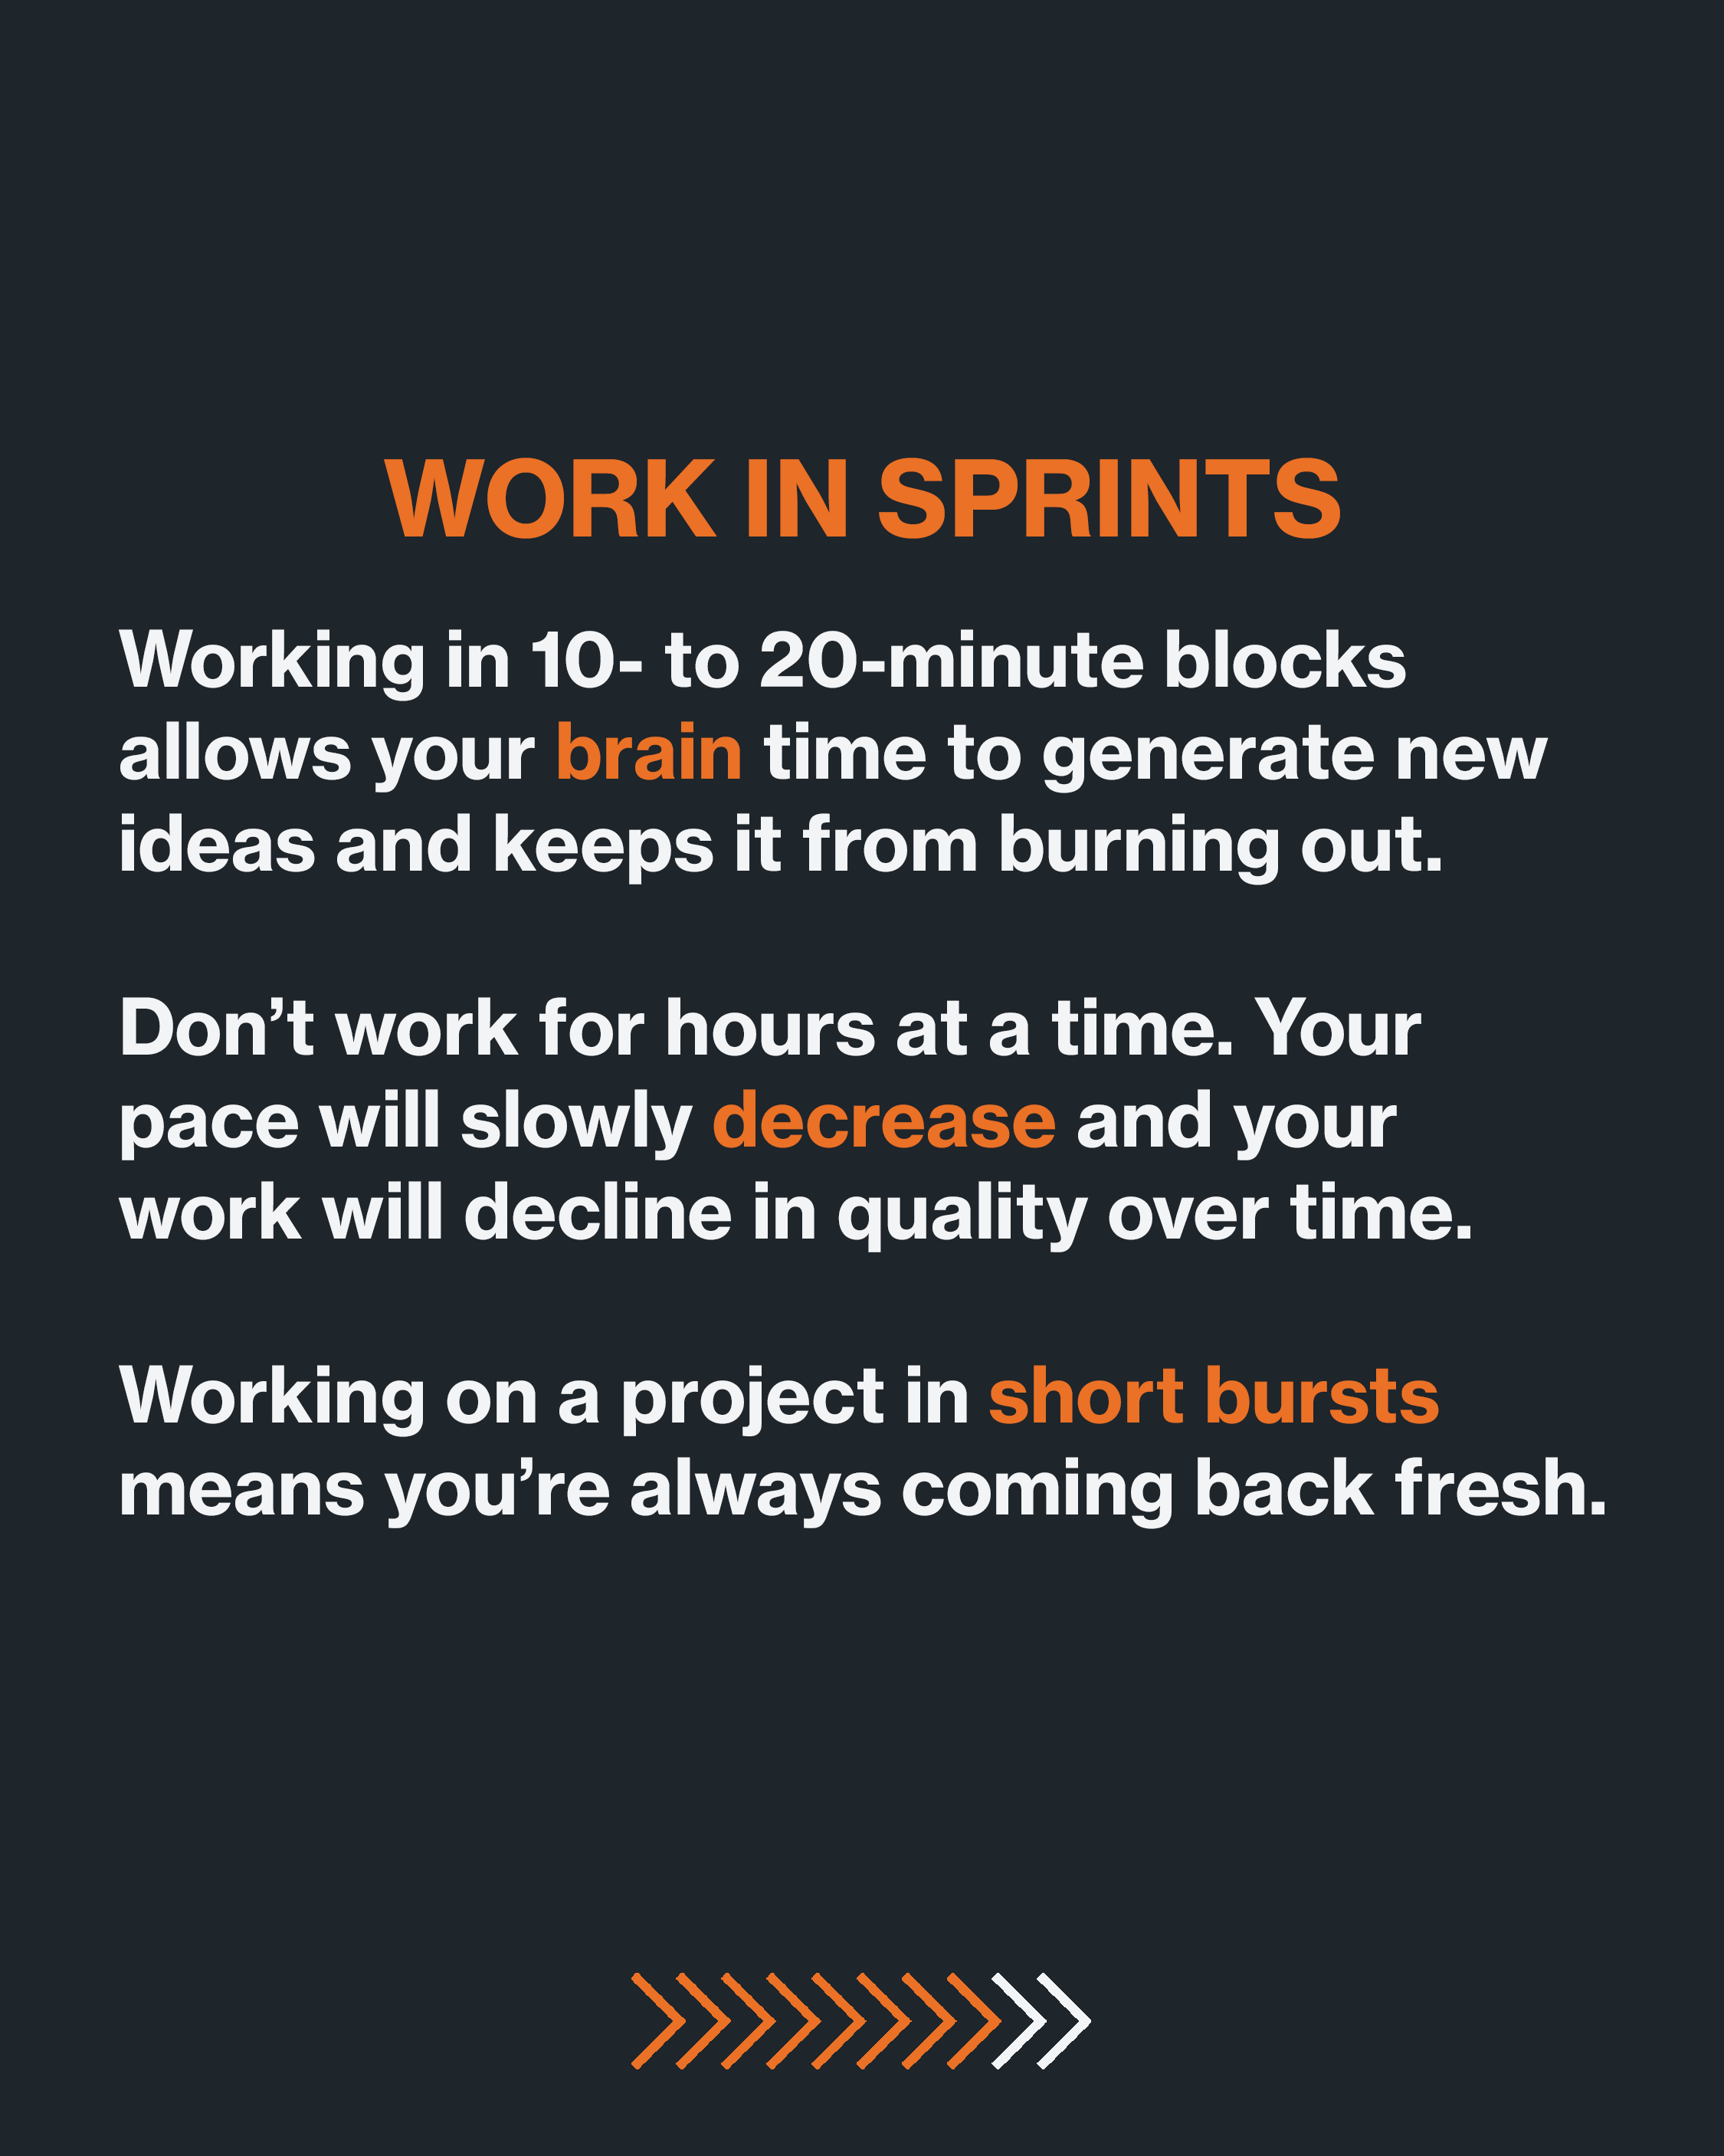 WORK IN SPRINTS
Working in 10- to 20-minute blocks
allows your brain time to generate new
ideas and keeps it from burning out.
Don’t work for hours at a time. Your
pace will slowly decrease and your
work will decline in quality over time.
Working on a project in short bursts
means you’re always coming back fresh.